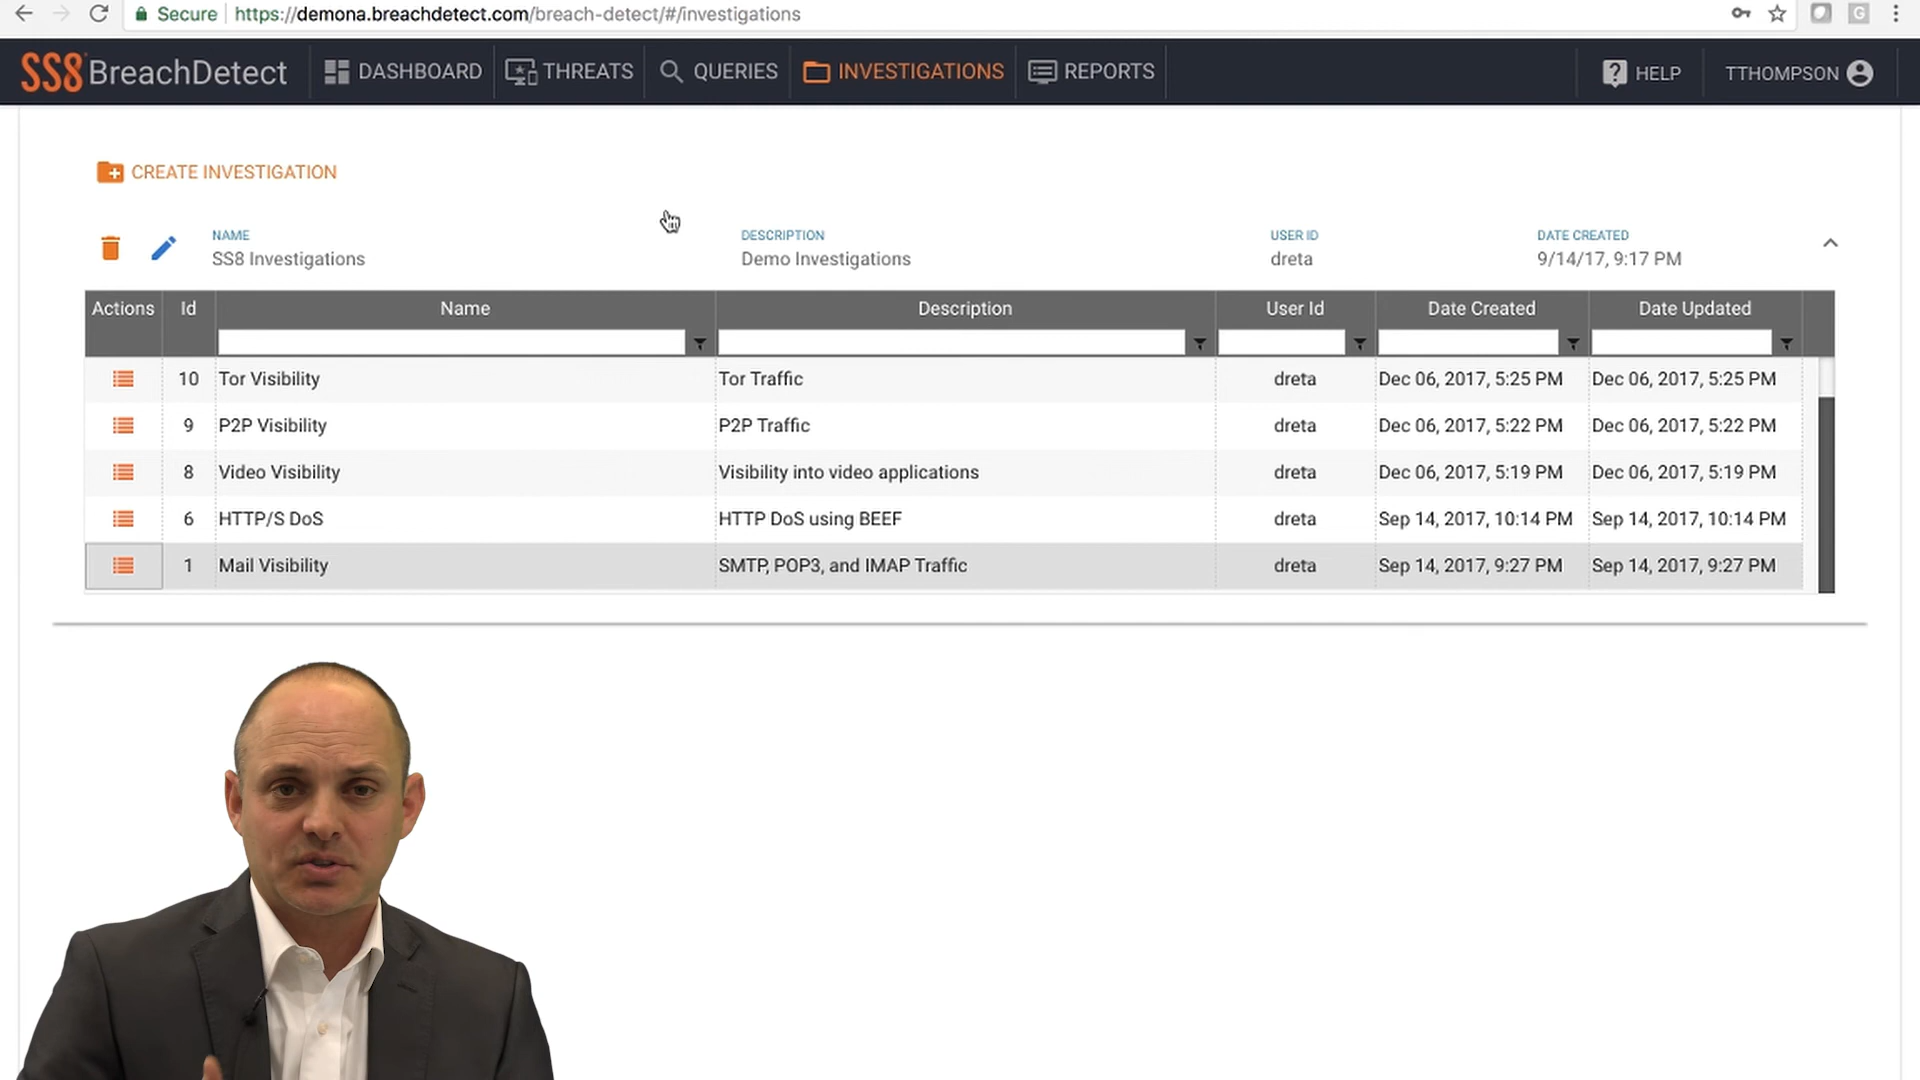 Secure https://demona.breachdetect.com/breach-detect/#/investigations
SS8 BreachDetect DASHBOARD THREATS QUERIES INVESTIGATIONS REPORTS HELP TTHOMPSON
CREATE INVESTIGATION
NAME DESCRIPTION USER ID DATE CREATED
SS8 Investigations Demo Investigations dreta 9/14/17, 9:17 PM
Actions Id Name Description User Id Date Created Date Updated
10 Tor Visibility Tor Traffic dreta Dec 06, 2017, 5:25 PM Dec 06, 2017, 5:25 PM
9 P2P Visibility P2P Traffic dreta Dec 06, 2017, 5:22 PM Dec 06, 2017, 5:22 PM
8 Video Visibility Visibility into video applications dreta Dec 06, 2017, 5:19 PM Dec 06, 2017, 5:19 PM
6 HTTP/S DoS HTTP DoS using BEEF dreta Sep 14, 2017, 10:14 PM Sep 14, 2017, 10:14 PM
1 Mail Visibility SMTP, POP3, and IMAP Traffic dreta Sep 14, 2017, 9:27 PM Sep 14, 2017, 9:27 PM